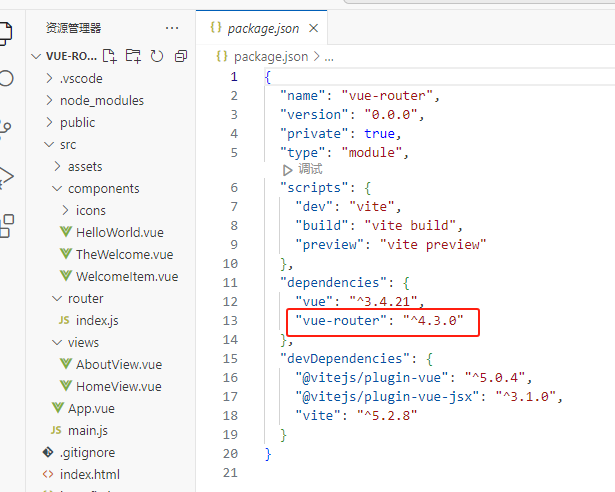 资源管理器
···
package.json
VUE-RO...
package.json > ...
.vscode
node_modules
public
src
assets
components
icons
HelloWorld.vue
TheWelcome.vue
WelcomeItem.vue
router
JS index.js
views
AboutView.vue
HomeView.vue
App.vue
JS main.js
.gitignore
index.html
1 {
2 "name": "vue-router",
3 "version": "0.0.0",
4 "private": true,
5 "type": "module",
调试
6 "scripts": {
7 "dev": "vite",
8 "build": "vite build",
9 "preview": "vite preview"
10 },
11 "dependencies": {
12 "vue": "^3.4.21",
13 "vue-router": "^4.3.0"
14 },
15 "devDependencies": {
16 "@vitejs/plugin-vue": "^5.0.4",
17 "@vitejs/plugin-vue-jsx": "^3.1.0",
18 "vite": "^5.2.8"
19 }
20 }
21